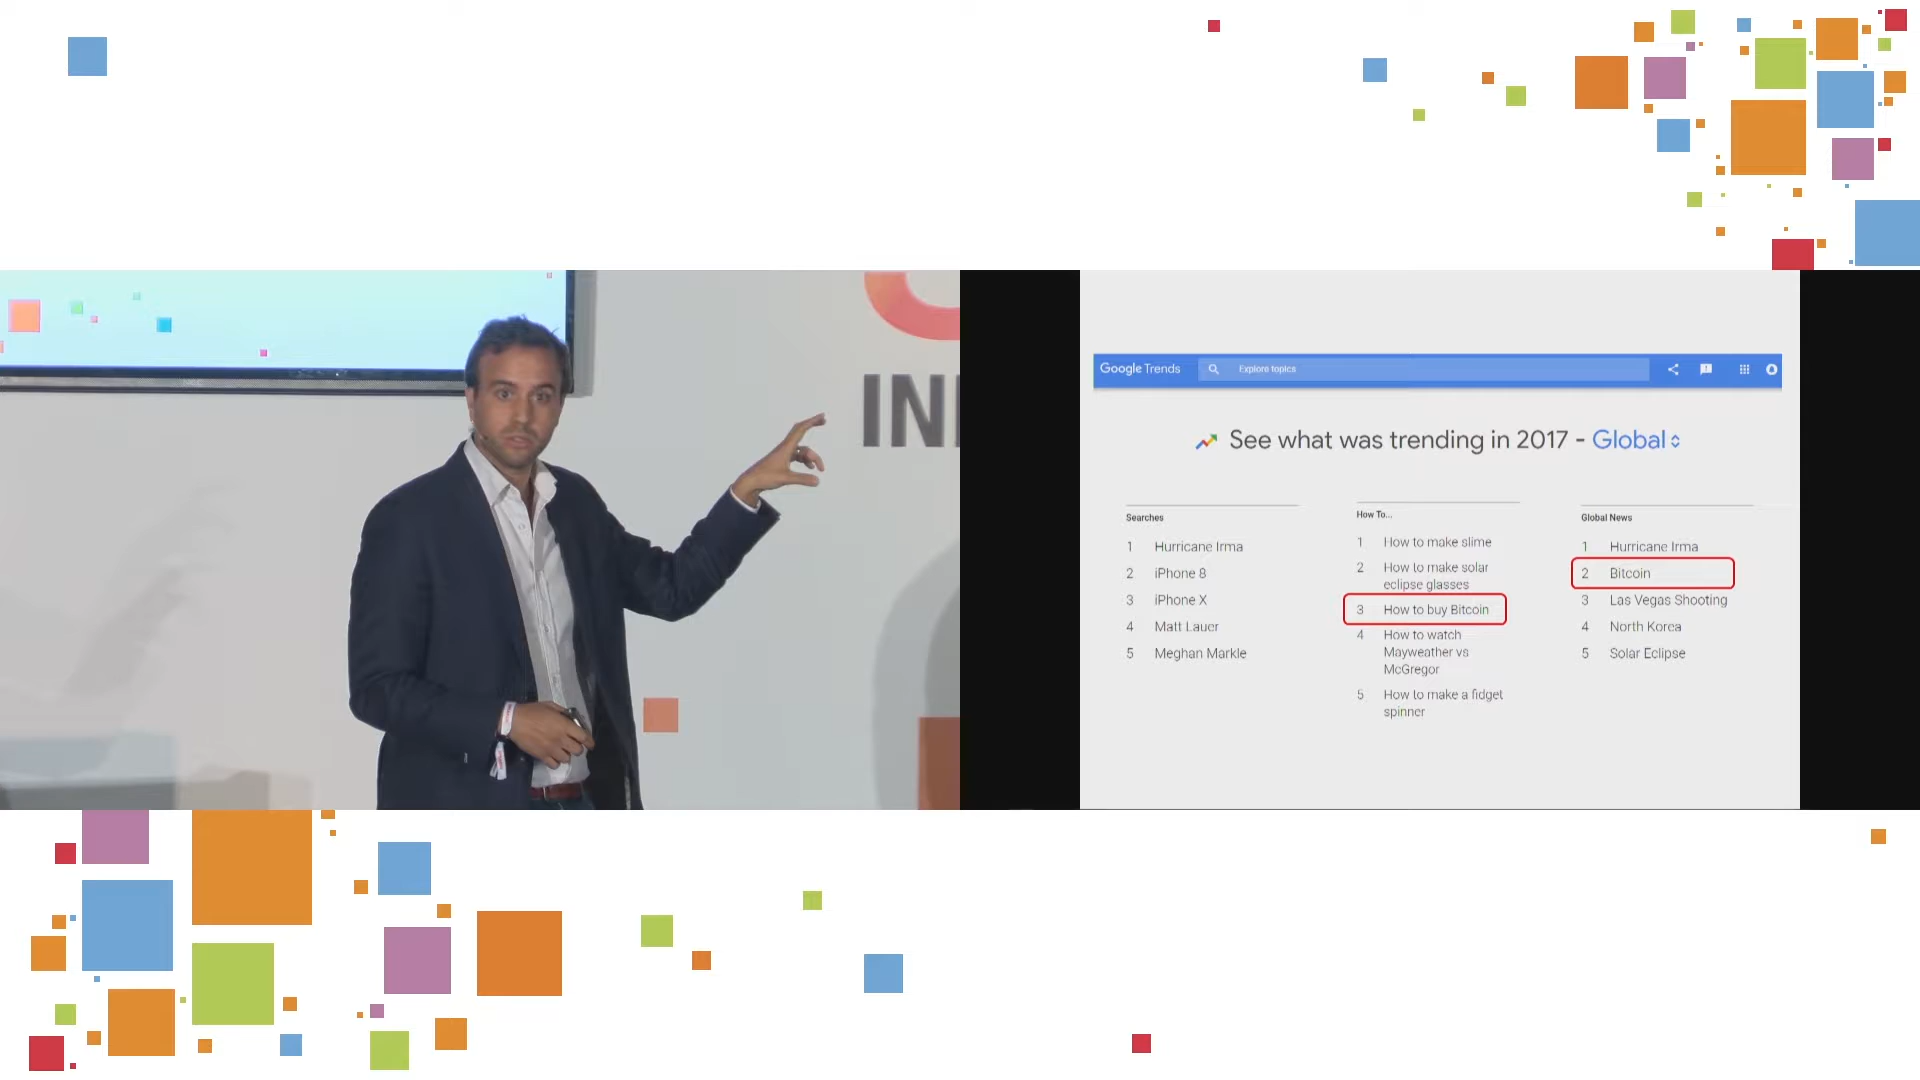 IN
Google Trends
Explore topics
See what was trending in 2017 - Global
Searches
1 Hurricane Irma
2 iPhone 8
3 iPhone X
4 Matt Lauer
5 Meghan Markle
How To...
1 How to make slime
2 How to make solar
eclipse glasses
3 How to buy Bitcoin
4 How to watch
Mayweather vs
McGregor
5 How to make a fidget
spinner
Global News
1 Hurricane Irma
2 Bitcoin
3 Las Vegas Shooting
4 North Korea
5 Solar Eclipse